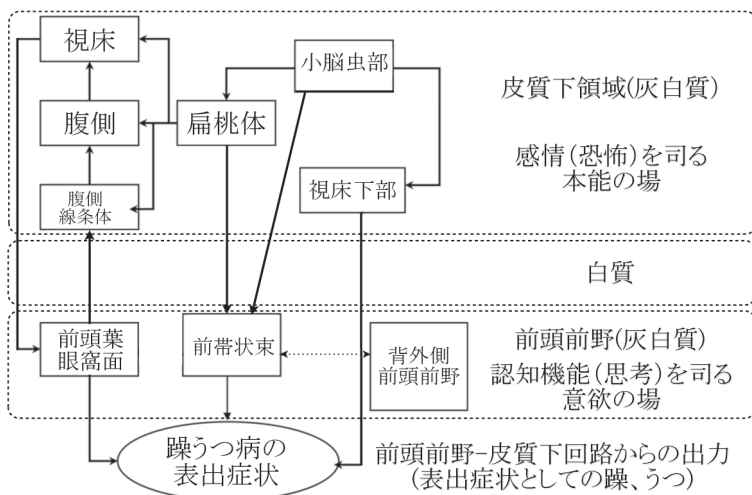 視床
小脳虫部
皮質下領域(灰白質)
腹側
扁桃体
感情(恐怖)を司る
本能の場
視床下部
腹側
線条体
白質
前頭葉
眼窩面
前帯状束
背外側
前頭前野
前頭前野(灰白質)
認知機能(思考)を司る
意欲の場
躁うつ病の
表出症状
前頭前野-皮質下回路からの出力
(表出症状としての躁、うつ)